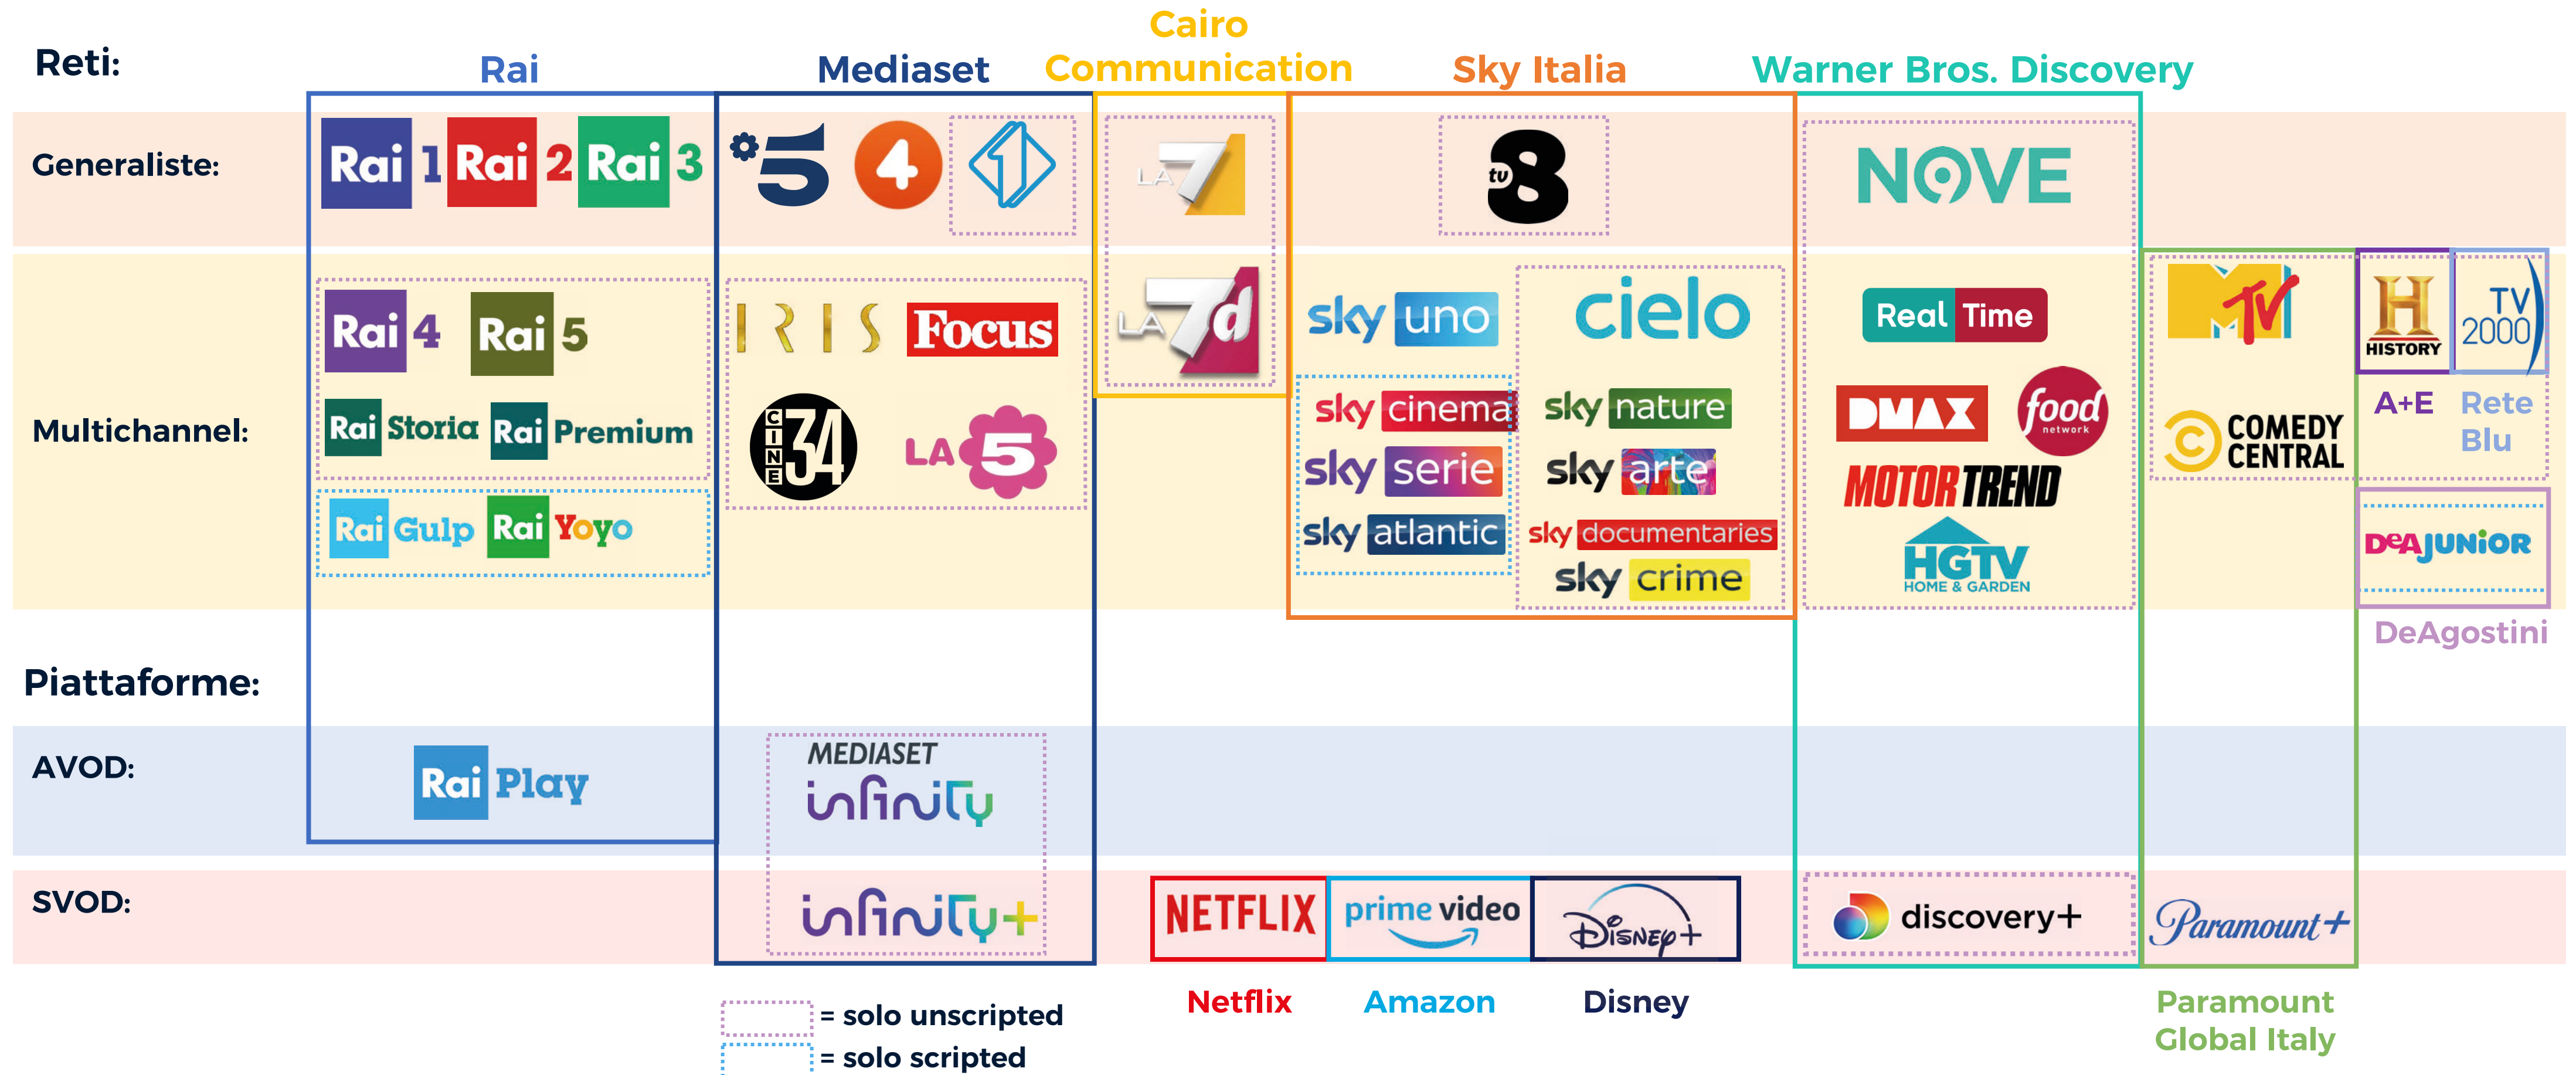 Reti:
Rai
Mediaset
Cairo
Communication
Sky Italia
Warner Bros. Discovery
Generaliste:
Rai 1 Rai 2 Rai 3
5
4
1
LA 7
tv 8
NOVE
Multichannel:
Rai 4
Rai 5
Rai Storia
Rai Premium
Rai Gulp
Rai Yoyo
IRIS
Focus
CINE 34
LA 5
LA 7d
sky uno
cielo
sky cinema
sky nature
sky serie
sky arte
sky atlantic
sky documentaries
sky crime
Real Time
DMAX
food
network
MOTORTREND
HGTV
HOME & GARDEN
MTV
COMEDY
CENTRAL
H
HISTORY
TV
2000
A+E
Rete
Blu
DeAJUNiOR
DeAgostini
Piattaforme:
AVOD:
Rai Play
MEDIASET
infinity
SVOD:
infinity+
NETFLIX
prime video
Disney+
discovery+
Paramount+
Netflix
Amazon
Disney
Paramount
Global Italy
= solo unscripted
= solo scripted